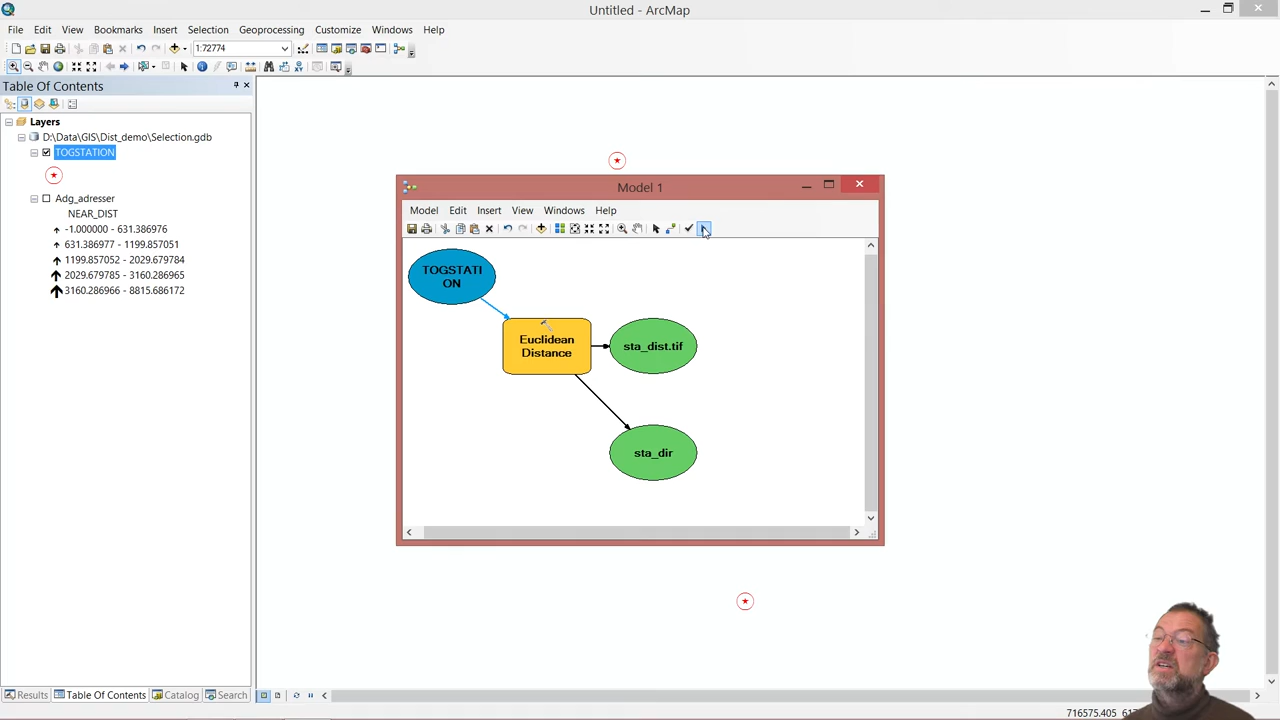 Untitled - ArcMap
File Edit View Bookmarks Insert Selection Geoprocessing Customize Windows Help
1:72774
Table Of Contents
Layers
D:\Data\GIS\Dist_demo\Selection.gdb
TOGSTATION
Adg_adresser
NEAR_DIST
-1.000000 - 631.386976
631.386977 - 1199.857051
1199.857052 - 2029.679784
2029.679785 - 3160.286965
3160.286966 - 8815.686172
Model 1
Model Edit Insert View Windows Help
TOGSTATI
ON
Euclidean
Distance
sta_dist.tif
sta_dir
Results Table Of Contents Catalog Search
716575.405